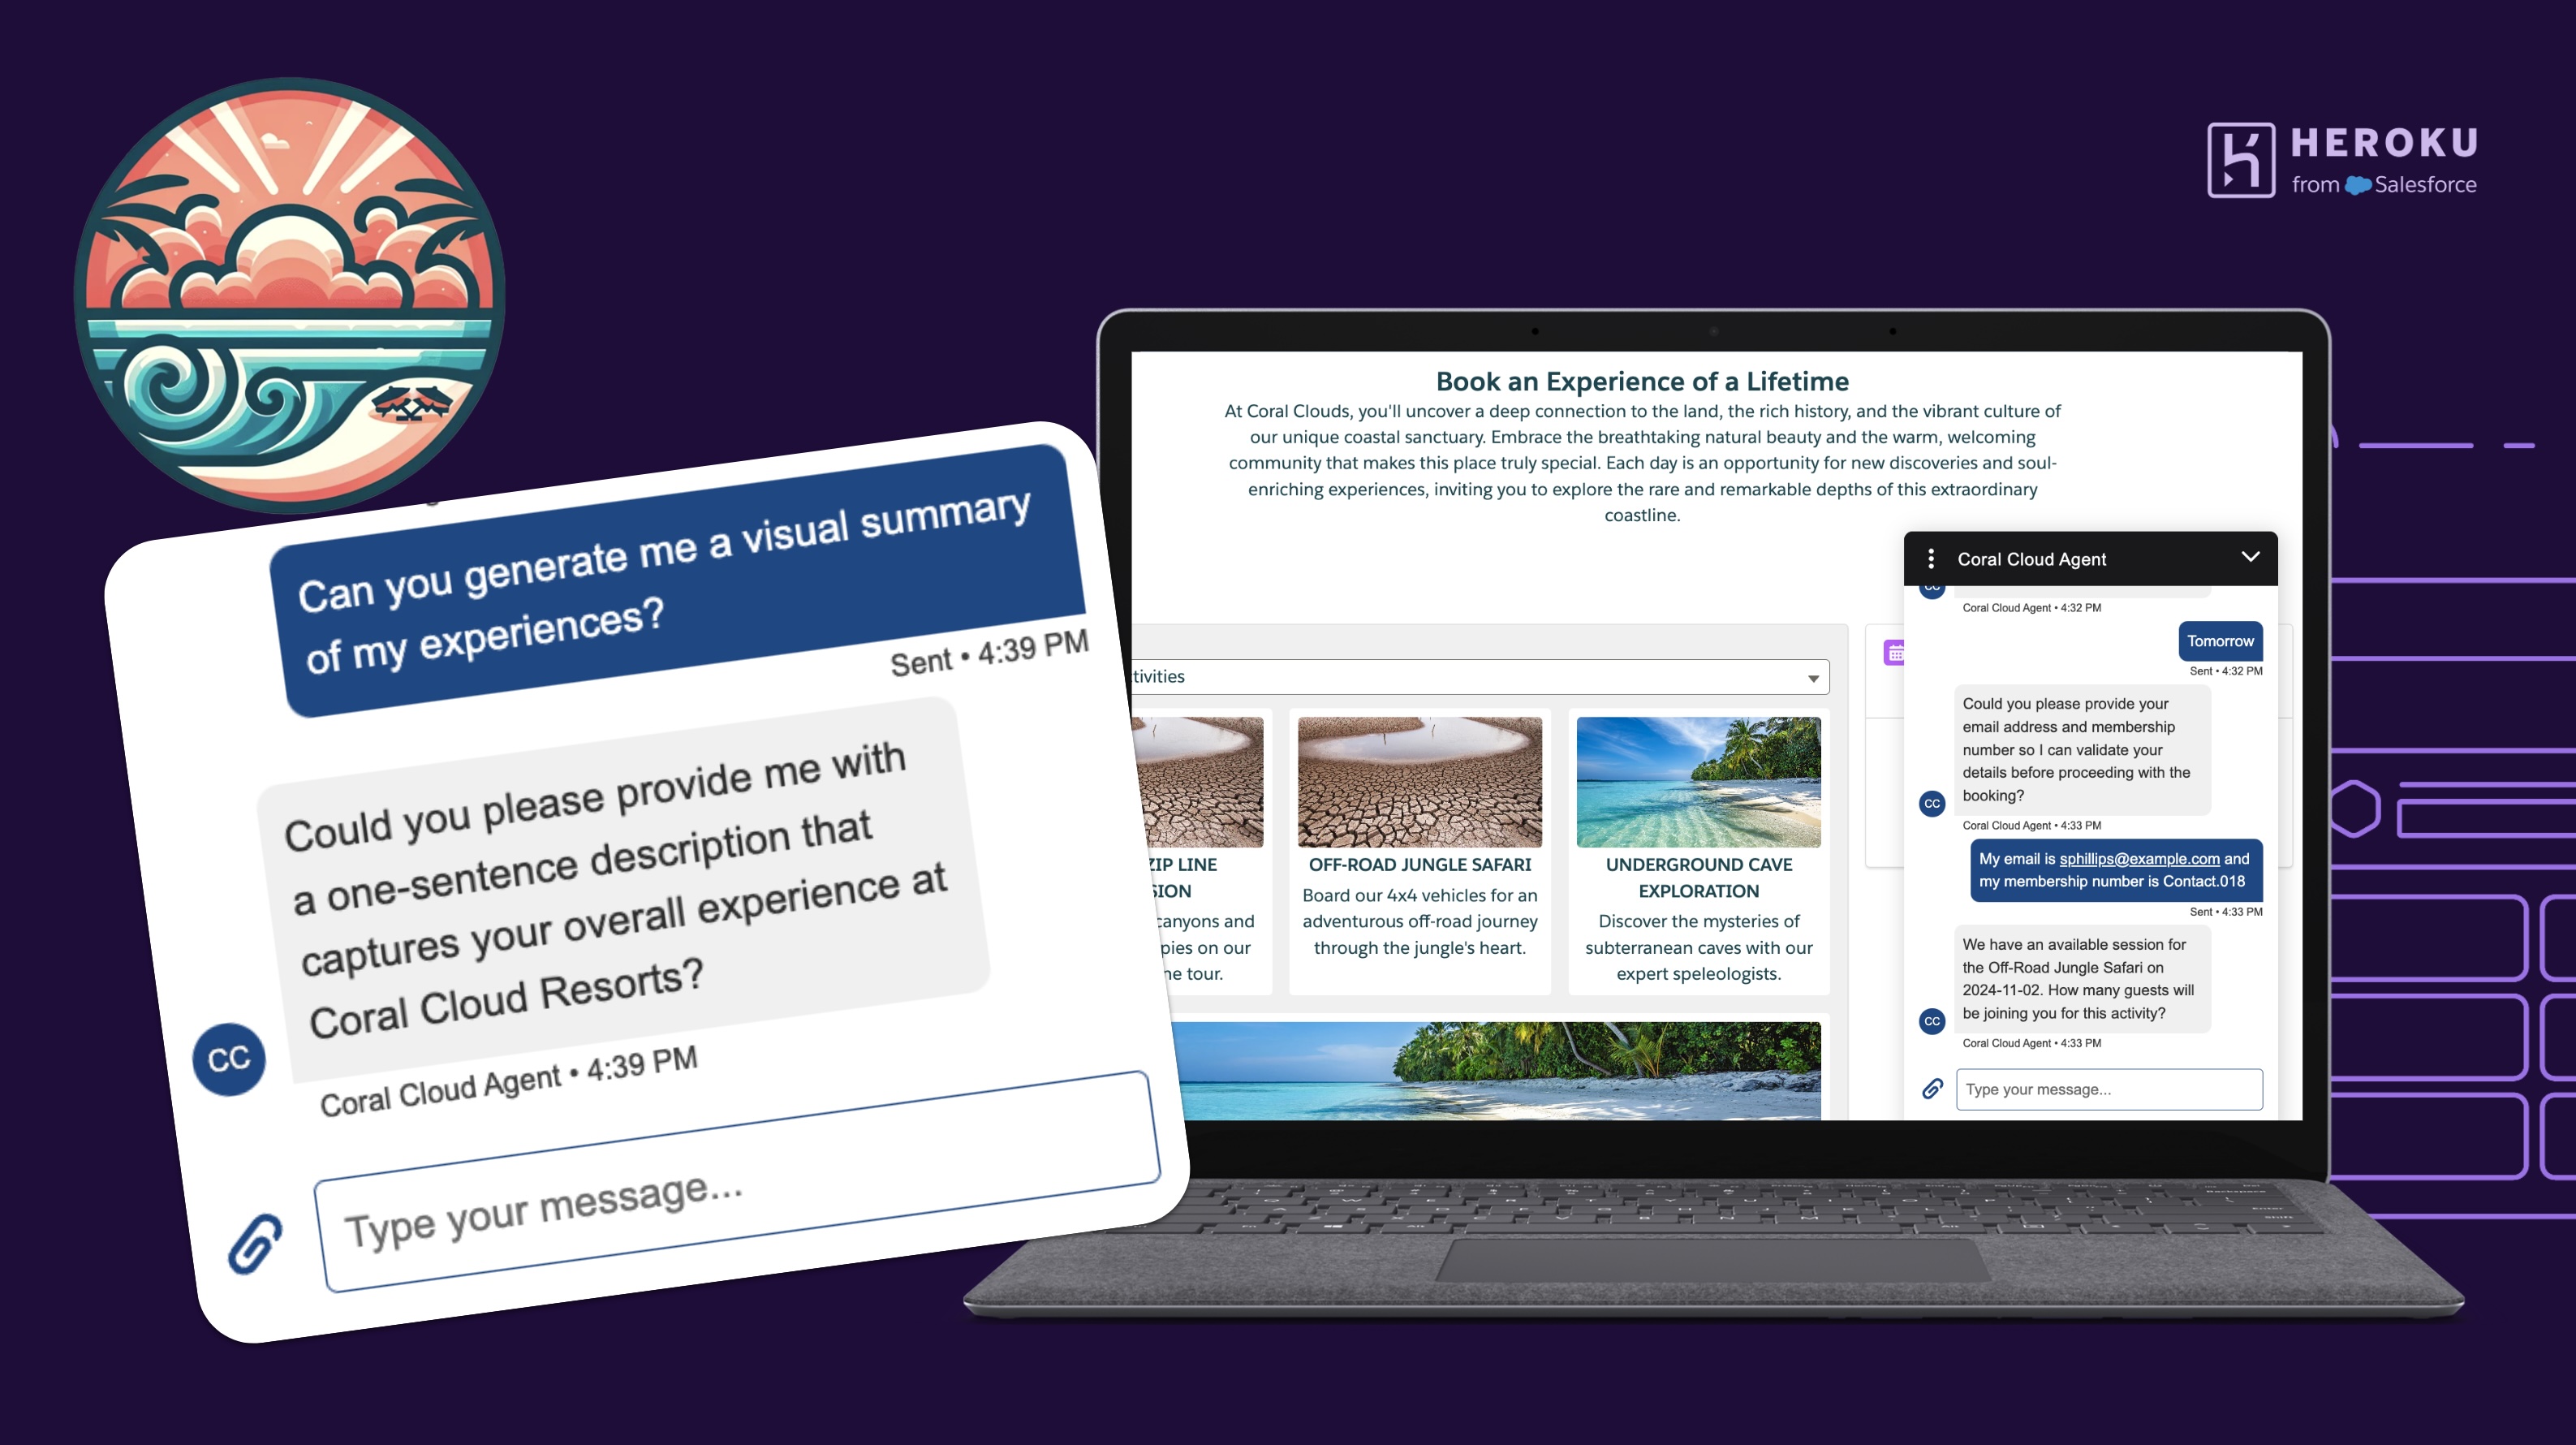 HEROKU
from Salesforce
Can you generate me a visual summary
of my experiences?
Sent • 4:39 PM
Could you please provide me with
a one-sentence description that
captures your overall experience at
Coral Cloud Resorts?
CC
Coral Cloud Agent • 4:39 PM
Type your message...
Book an Experience of a Lifetime
At Coral Clouds, you'll uncover a deep connection to the land, the rich history, and the vibrant culture of
our unique coastal sanctuary. Embrace the breathtaking natural beauty and the warm, welcoming
community that makes this place truly special. Each day is an opportunity for new discoveries and soul-
enriching experiences, inviting you to explore the rare and remarkable depths of this extraordinary
coastline.
tivities
ZIP LINE
SION
canyons and
pies on our
ne tour.
OFF-ROAD JUNGLE SAFARI
Board our 4x4 vehicles for an
adventurous off-road journey
through the jungle's heart.
UNDERGROUND CAVE
EXPLORATION
Discover the mysteries of
subterranean caves with our
expert speleologists.
Coral Cloud Agent
CC
Coral Cloud Agent • 4:32 PM
Tomorrow
Sent • 4:32 PM
Could you please provide your
email address and membership
number so I can validate your
details before proceeding with the
booking?
CC
Coral Cloud Agent • 4:33 PM
My email is sphillips@example.com and
my membership number is Contact.018
Sent • 4:33 PM
We have an available session for
the Off-Road Jungle Safari on
2024-11-02. How many guests will
be joining you for this activity?
CC
Coral Cloud Agent • 4:33 PM
Type your message...